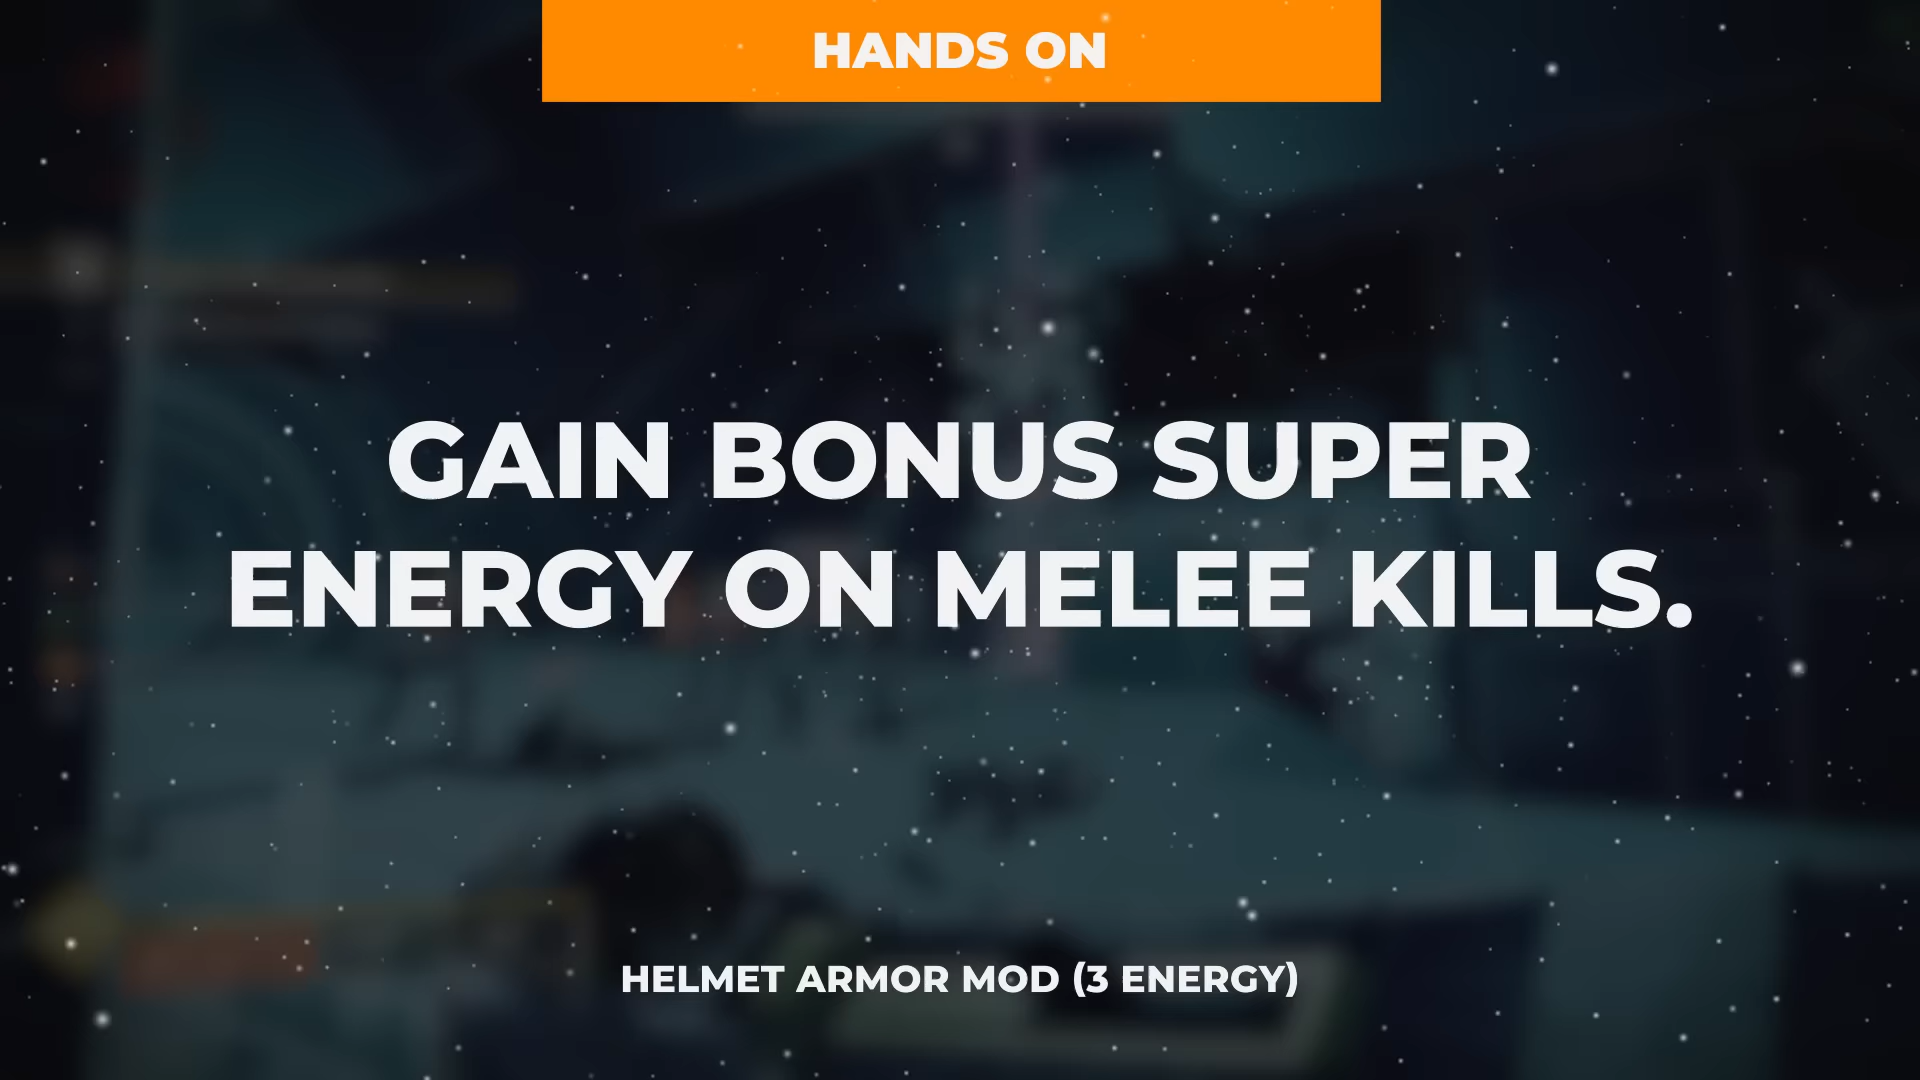 HANDS ON
GAIN BONUS SUPER
ENERGY ON MELEE KILLS.
HELMET ARMOR MOD (3 ENERGY)